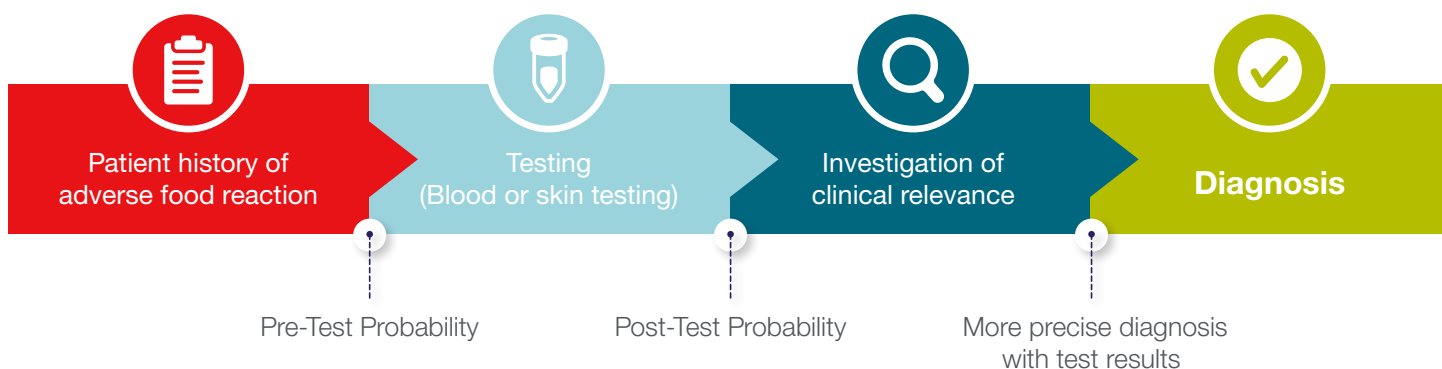 Patient history of
adverse food reaction
Testing
(Blood or skin testing)
Investigation of
clinical relevance
Diagnosis
Pre-Test Probability
Post-Test Probability
More precise diagnosis
with test results